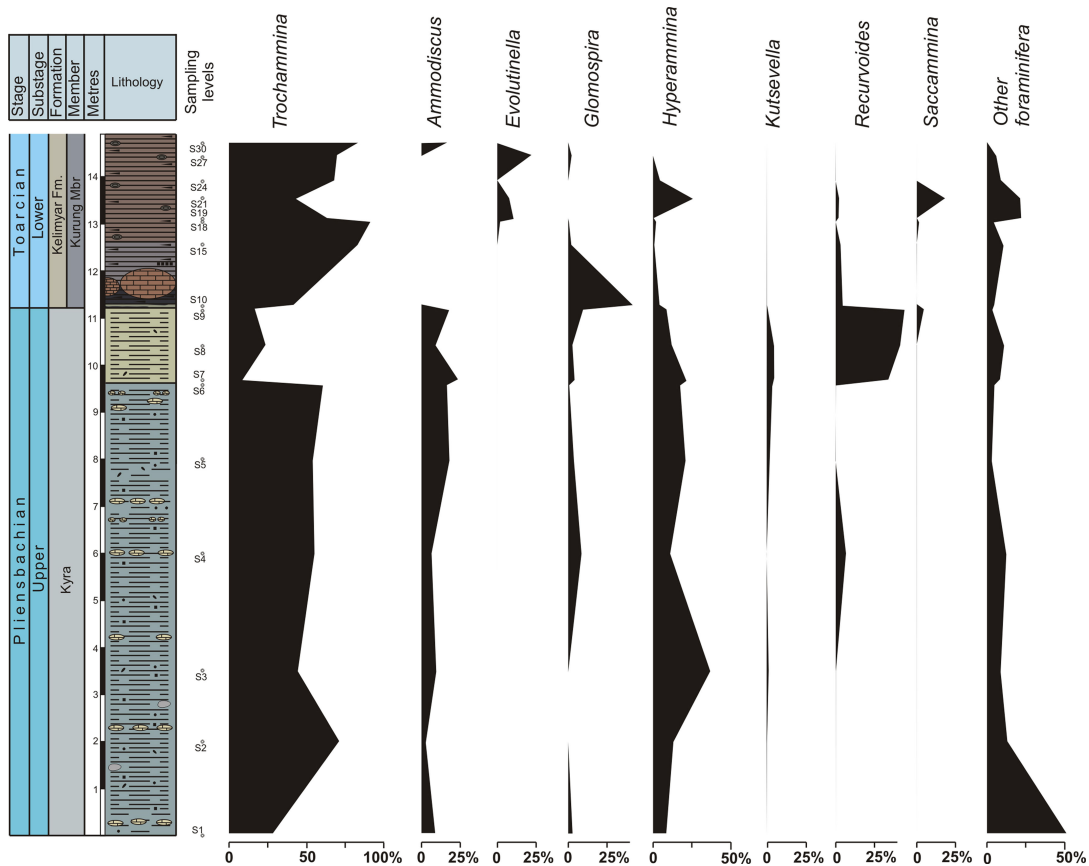 Stage
Substage
Formation
Member
Metres
Lithology
Sampling
levels
Trochammina
Ammodiscus
Evolutinella
Glomospira
Hyperammina
Kutsevella
Recurvoides
Saccammina
Other
foraminifera
Toarcian
Lower
Kelimyar Fm.
Kurung Mbr
Pliensbachian
Upper
Kyra
14
13
12
11
10
9
8
7
6
5
4
3
2
1
S30
S27
S24
S21
S19
S18
S15
S10
S9
S8
S7
S6
S5
S4
S3
S2
S1
0 50 100%
0 25%
0 25%
0 25%
0 50%
0 25%
0 25%
0 25%
0 50%